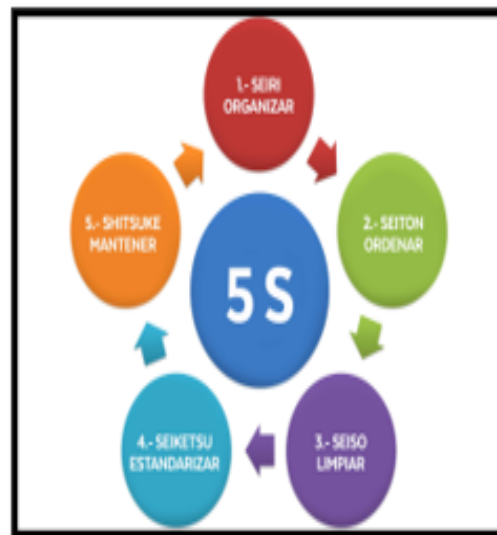 1.- SEIRI
ORGANIZAR
2.- SEITON
ORDENAR
3.- SEISO
LIMPIAR
4.- SEIKETSU
ESTANDARIZAR
5.- SHITSUKE
MANTENER
5 S